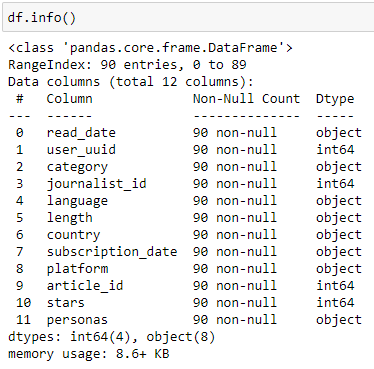 df.info()
<class 'pandas.core.frame.DataFrame'>
RangeIndex: 90 entries, 0 to 89
Data columns (total 12 columns):
 #   Column             Non-Null Count  Dtype
---  ------             --------------  -----
 0   read_date          90 non-null     object
 1   user_uuid          90 non-null     int64
 2   category           90 non-null     object
 3   journalist_id      90 non-null     int64
 4   language           90 non-null     object
 5   length             90 non-null     object
 6   country            90 non-null     object
 7   subscription_date  90 non-null     object
 8   platform           90 non-null     object
 9   article_id         90 non-null     int64
 10  stars              90 non-null     int64
 11  personas           90 non-null     object
dtypes: int64(4), object(8)
memory usage: 8.6+ KB